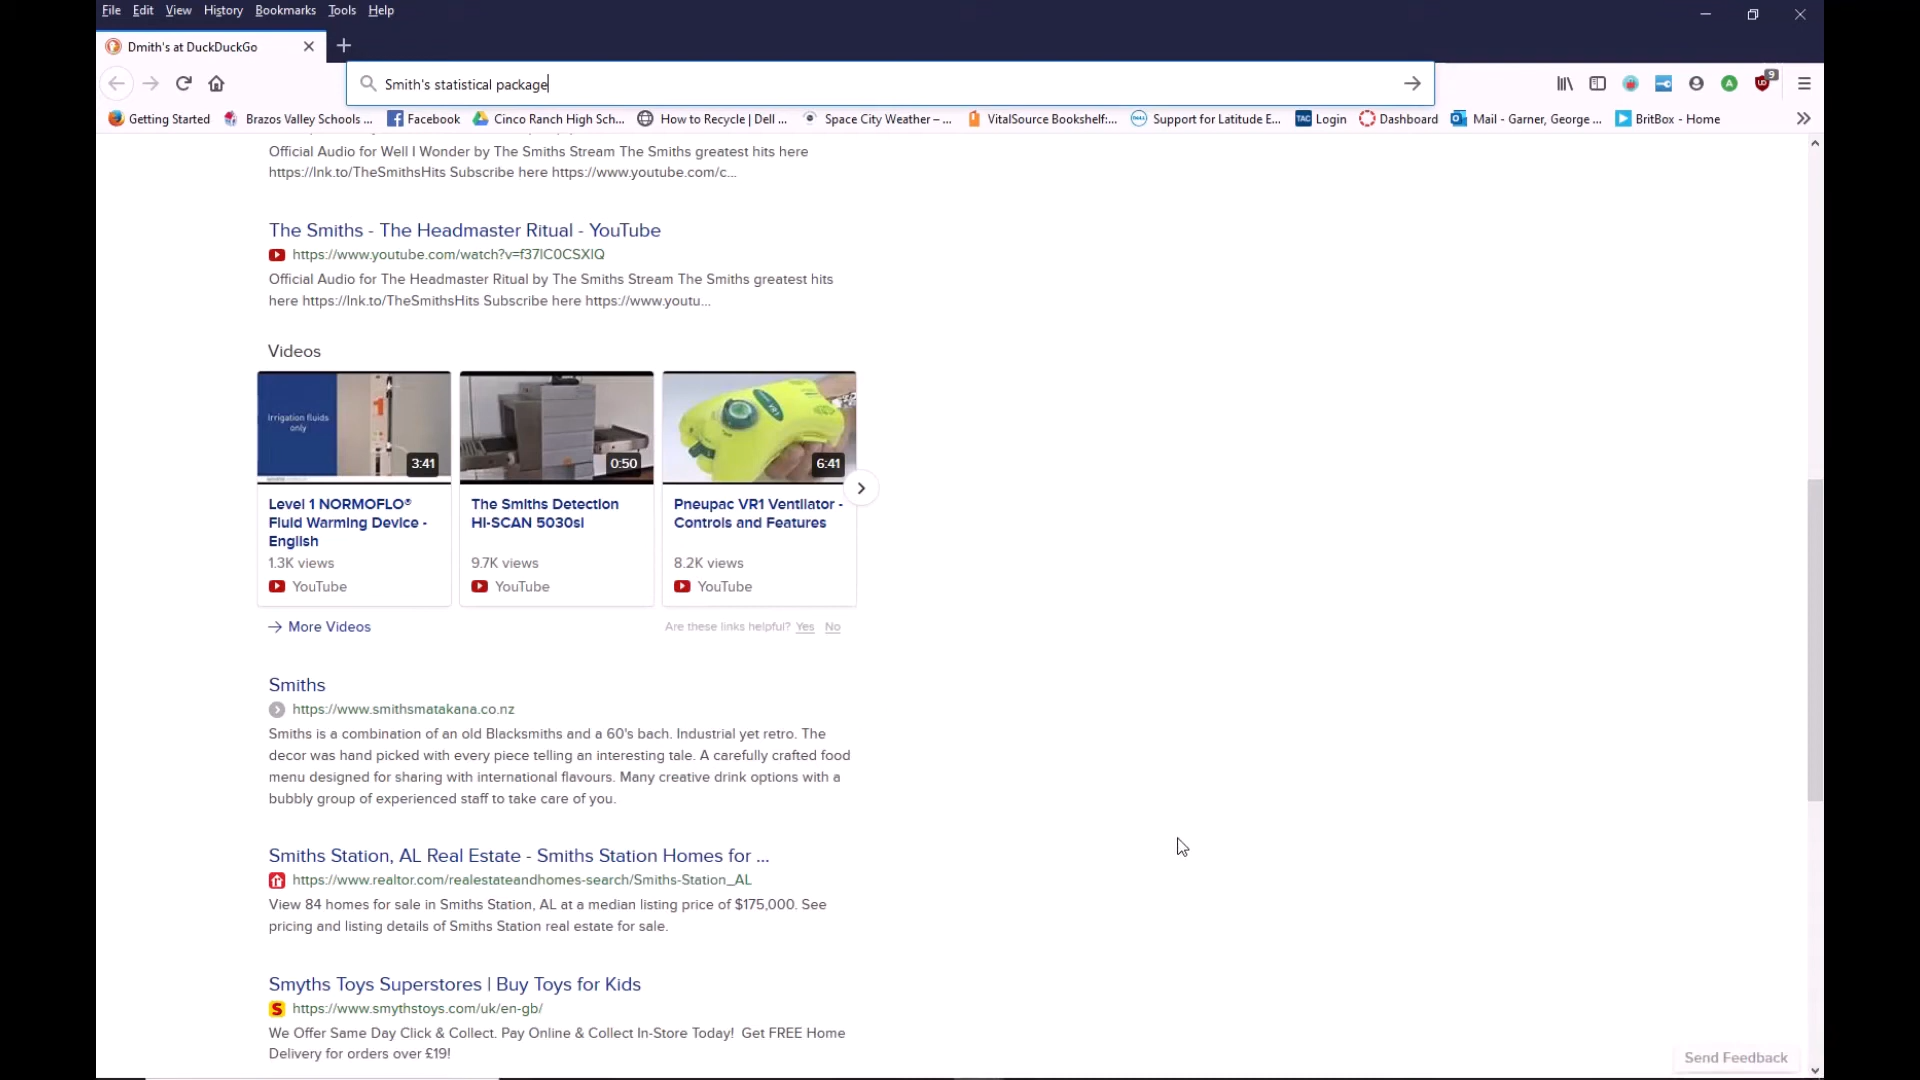 File Edit View History Bookmarks Tools Help
Dmith's at DuckDuckGo
Smith's statistical package
9
Getting Started Brazos Valley Schools ... Facebook Cinco Ranch High Sch... How to Recycle | Dell ... Space City Weather – ... VitalSource Bookshelf:... Support for Latitude E... TAC Login Dashboard Mail - Garner, George ... BritBox - Home
Official Audio for Well I Wonder by The Smiths Stream The Smiths greatest hits here
https://lnk.to/TheSmithsHits Subscribe here https://www.youtube.com/c...
The Smiths - The Headmaster Ritual - YouTube
https://www.youtube.com/watch?v=f37lC0CSXIQ
Official Audio for The Headmaster Ritual by The Smiths Stream The Smiths greatest hits
here https://lnk.to/TheSmithsHits Subscribe here https://www.youtu...
Videos
Irrigation fluids
only
3:41
0:50
6:41
Level 1 NORMOFLO®
Fluid Warming Device -
English
1.3K views
YouTube
The Smiths Detection
HI-SCAN 5030si
9.7K views
YouTube
Pneupac VR1 Ventilator -
Controls and Features
8.2K views
YouTube
More Videos
Are these links helpful? Yes No
Smiths
https://www.smithsmatakana.co.nz
Smiths is a combination of an old Blacksmiths and a 60's bach. Industrial yet retro. The
decor was hand picked with every piece telling an interesting tale. A carefully crafted food
menu designed for sharing with international flavours. Many creative drink options with a
bubbly group of experienced staff to take care of you.
Smiths Station, AL Real Estate - Smiths Station Homes for ...
https://www.realtor.com/realestateandhomes-search/Smiths-Station_AL
View 84 homes for sale in Smiths Station, AL at a median listing price of $175,000. See
pricing and listing details of Smiths Station real estate for sale.
Smyths Toys Superstores | Buy Toys for Kids
https://www.smythstoys.com/uk/en-gb/
We Offer Same Day Click & Collect. Pay Online & Collect In-Store Today! Get FREE Home
Delivery for orders over £19!
Send Feedback